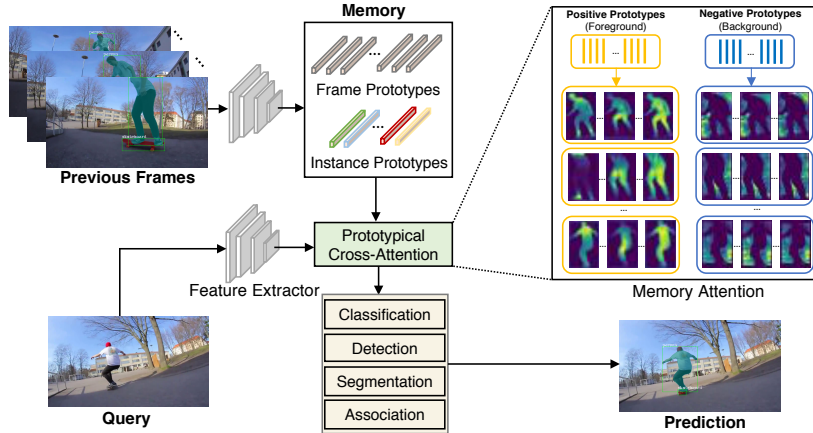 Memory
Frame Prototypes
Instance Prototypes
Previous Frames
skateboard
Positive Prototypes
(Foreground)
Negative Prototypes
(Background)
...
...
...
...
Memory Attention
Prototypical
Cross-Attention
Feature Extractor
Classification
Detection
Segmentation
Association
Query
Prediction